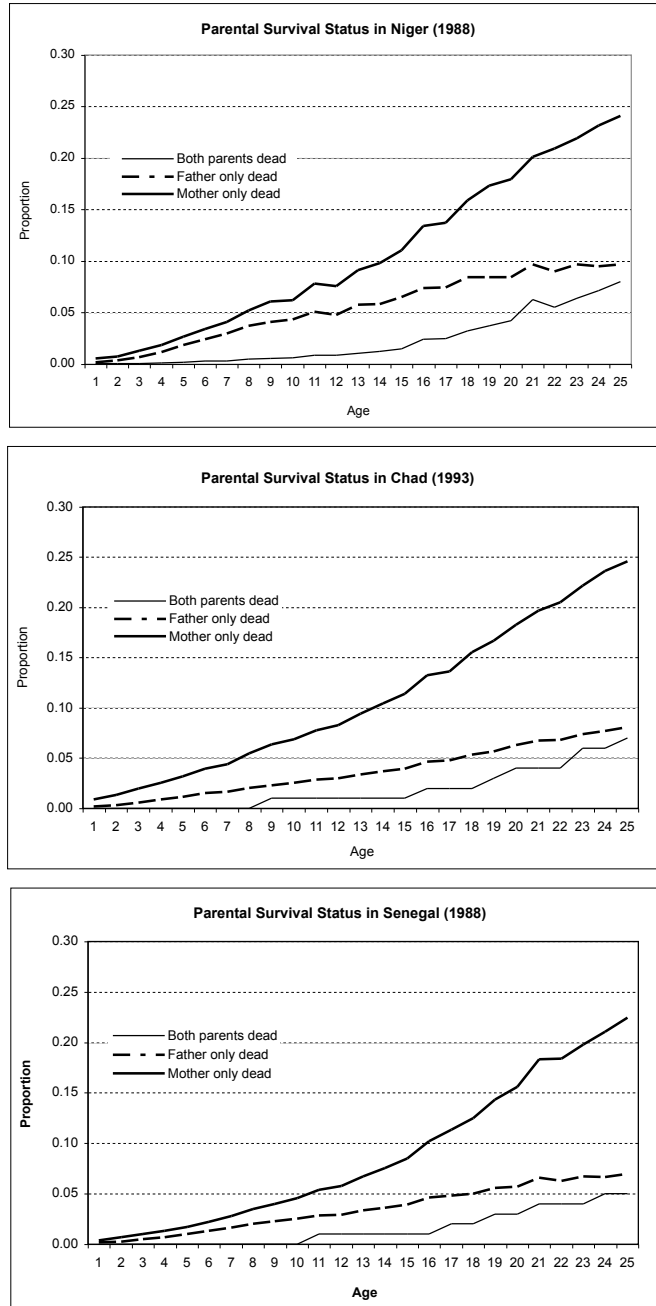 Parental Survival Status in Niger (1988)
0.30
0.25
0.20
0.15
0.10
0.05
0.00
Proportion
Both parents dead
Father only dead
Mother only dead
1 2 3 4 5 6 7 8 9 10 11 12 13 14 15 16 17 18 19 20 21 22 23 24 25
Age
Parental Survival Status in Chad (1993)
0.30
0.25
0.20
0.15
0.10
0.05
0.00
Proportion
Both parents dead
Father only dead
Mother only dead
1 2 3 4 5 6 7 8 9 10 11 12 13 14 15 16 17 18 19 20 21 22 23 24 25
Age
Parental Survival Status in Senegal (1988)
0.30
0.25
0.20
0.15
0.10
0.05
0.00
Proportion
Both parents dead
Father only dead
Mother only dead
1 2 3 4 5 6 7 8 9 10 11 12 13 14 15 16 17 18 19 20 21 22 23 24 25
Age